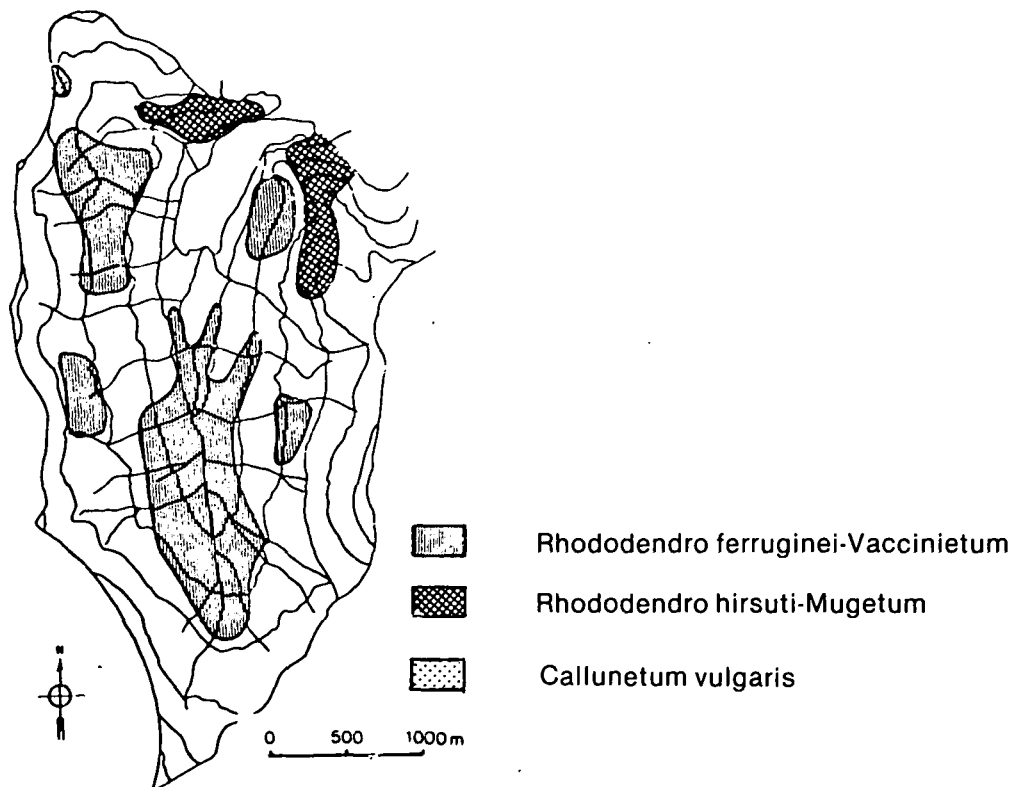 Rhododendro ferruginei-Vaccinietum
Rhododendro hirsuti-Mugetum
Callunetum vulgaris
N
0 500 1000 m